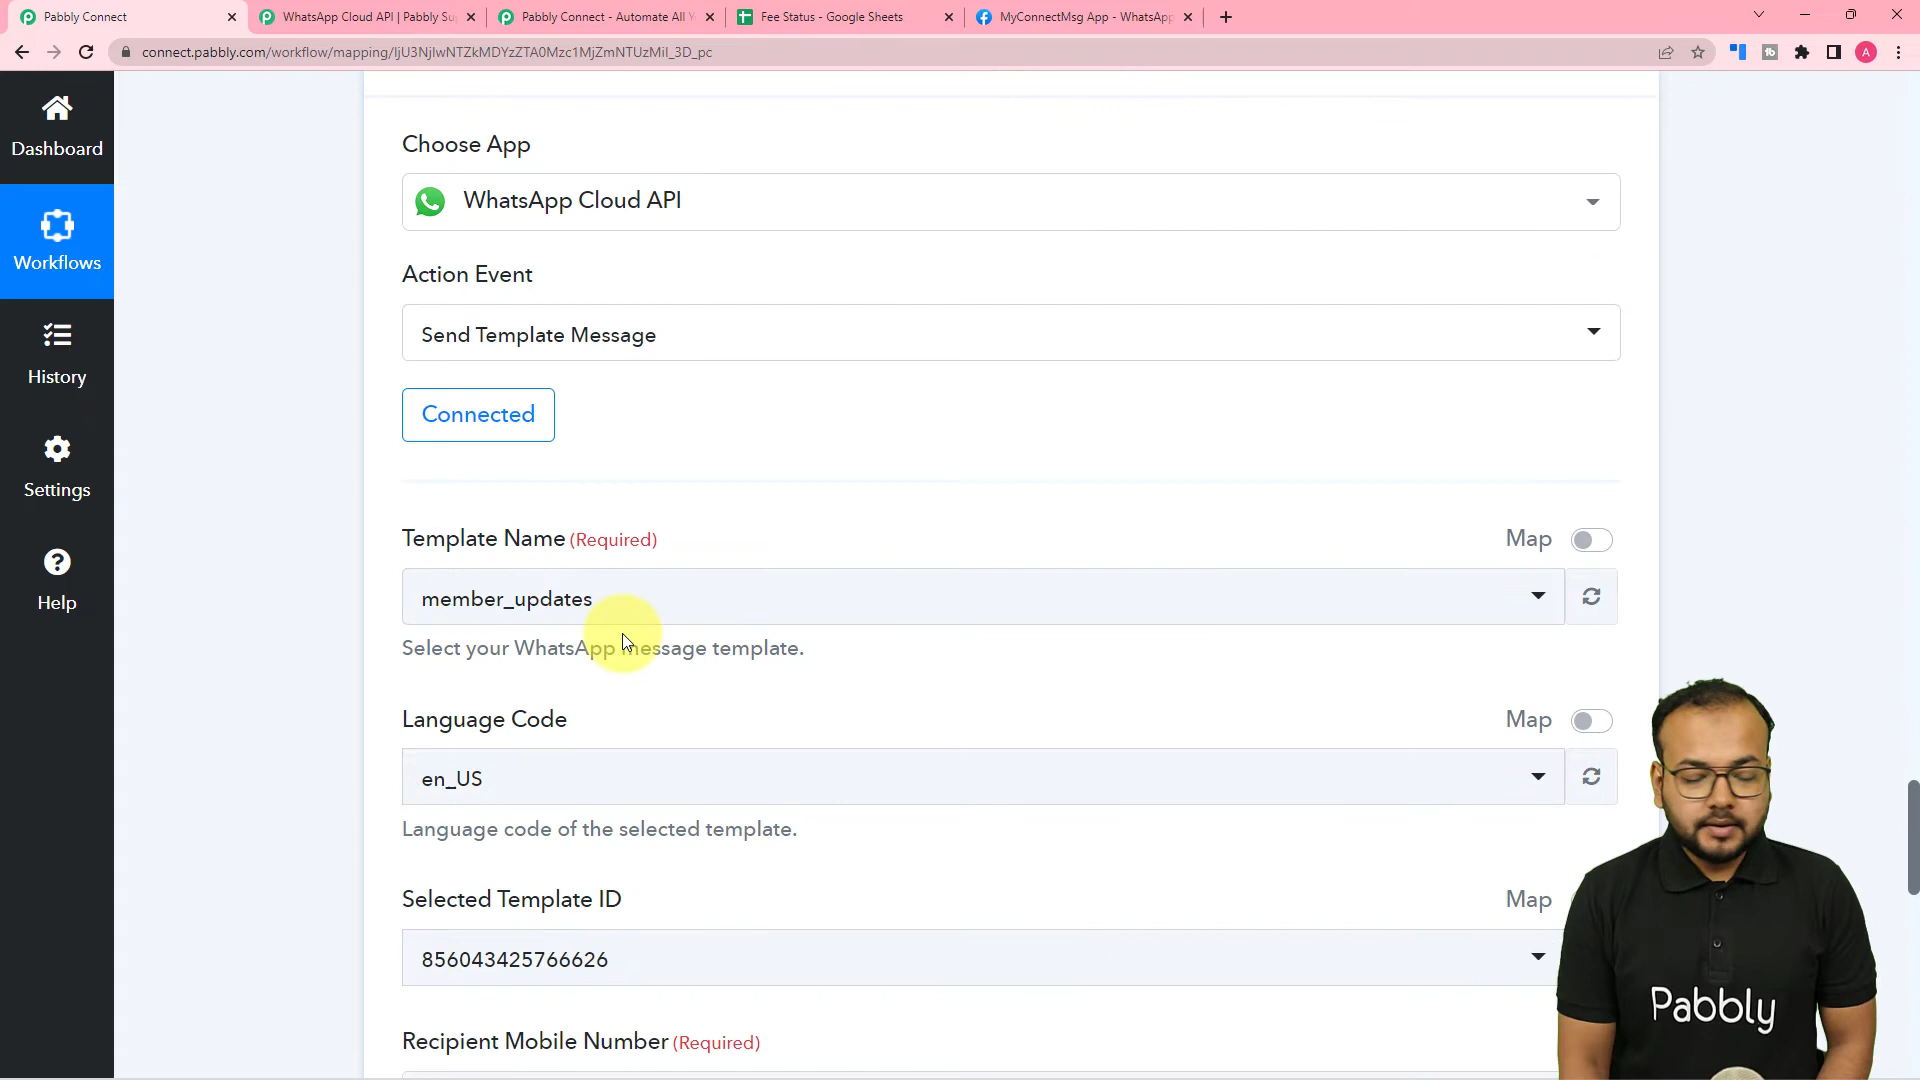 Pabbly Connect
WhatsApp Cloud API | Pabbly Su
Pabbly Connect - Automate All Y
Fee Status - Google Sheets
MyConnectMsg App - WhatsApp
connect.pabbly.com/workflow/mapping/IjU3NjIwNTZkMDYzZTA0Mzc1MjZmNTUzMiI_3D_pc
A
Dashboard
Workflows
History
Settings
Help
Choose App
WhatsApp Cloud API
Action Event
Send Template Message
Connected
Template Name (Required)
Map
member_updates
Select your WhatsApp message template.
Language Code
Map
en_US
Language code of the selected template.
Selected Template ID
Map
856043425766626
Recipient Mobile Number (Required)
Pabbly